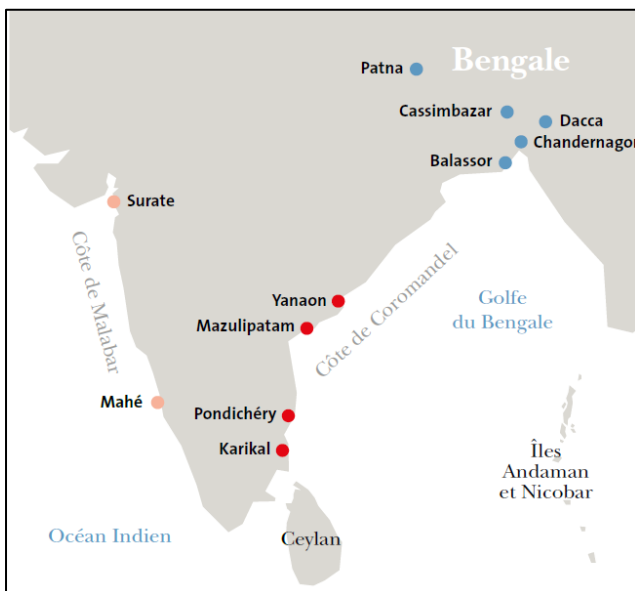 Bengale
Patna
Cassimbazar
Dacca
Chandernagor
Balassor
Surate
Côte de Malabar
Yanaon
Mazulipatam
Côte de Coromandel
Golfe
du Bengale
Mahé
Pondichéry
Karikal
Îles
Andaman
et Nicobar
Océan Indien
Ceylan